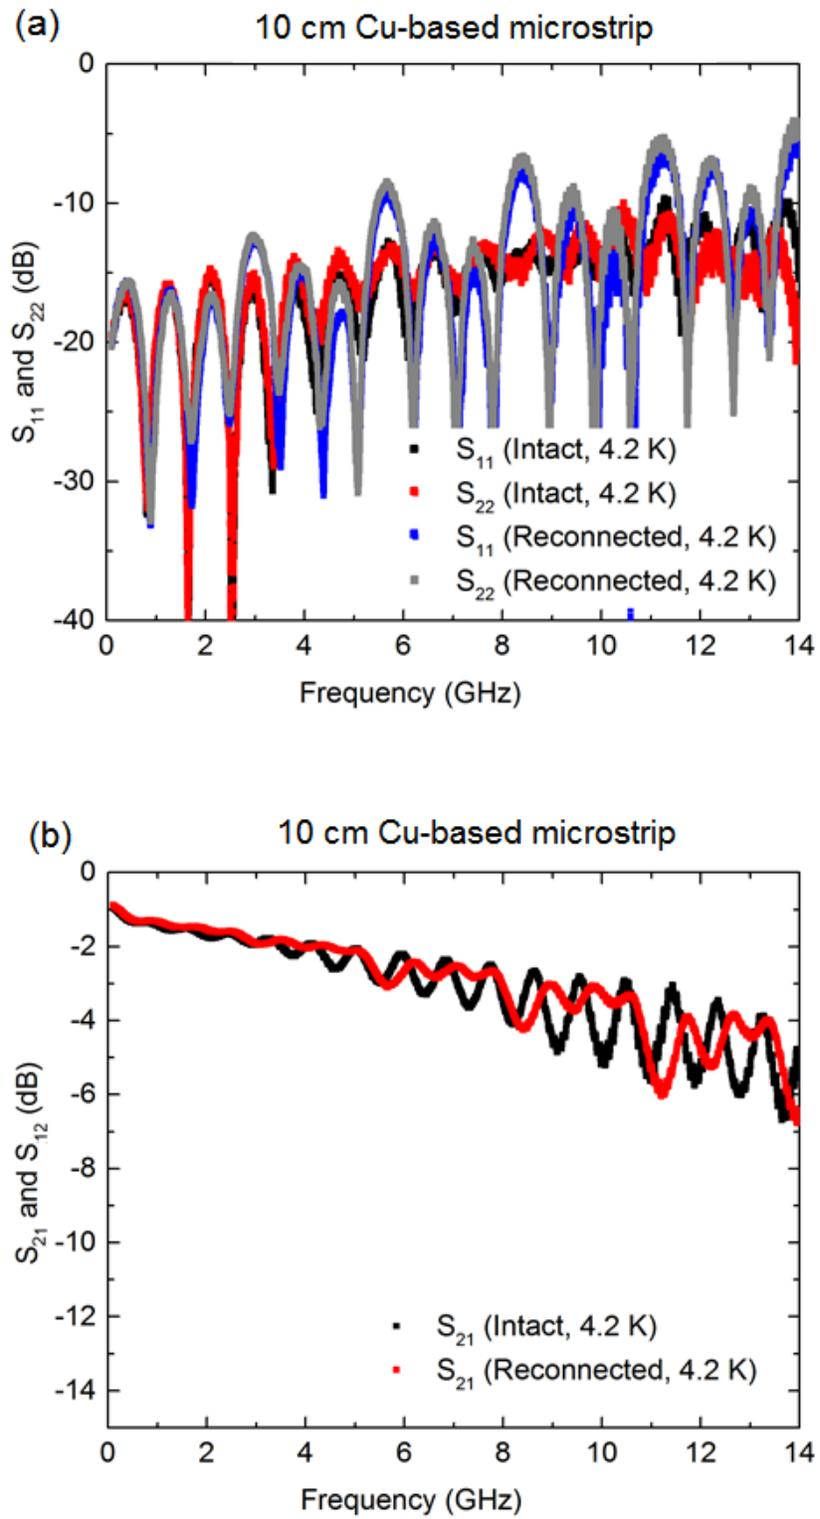 (a) 10 cm Cu-based microstrip
0
-10
-20
-30
-40
S11 and S22 (dB)
S11 (Intact, 4.2 K)
S22 (Intact, 4.2 K)
S11 (Reconnected, 4.2 K)
S22 (Reconnected, 4.2 K)
0 2 4 6 8 10 12 14
Frequency (GHz)
(b) 10 cm Cu-based microstrip
0
-2
-4
-6
-8
-10
-12
-14
S21 and S12 (dB)
S21 (Intact, 4.2 K)
S21 (Reconnected, 4.2 K)
0 2 4 6 8 10 12 14
Frequency (GHz)